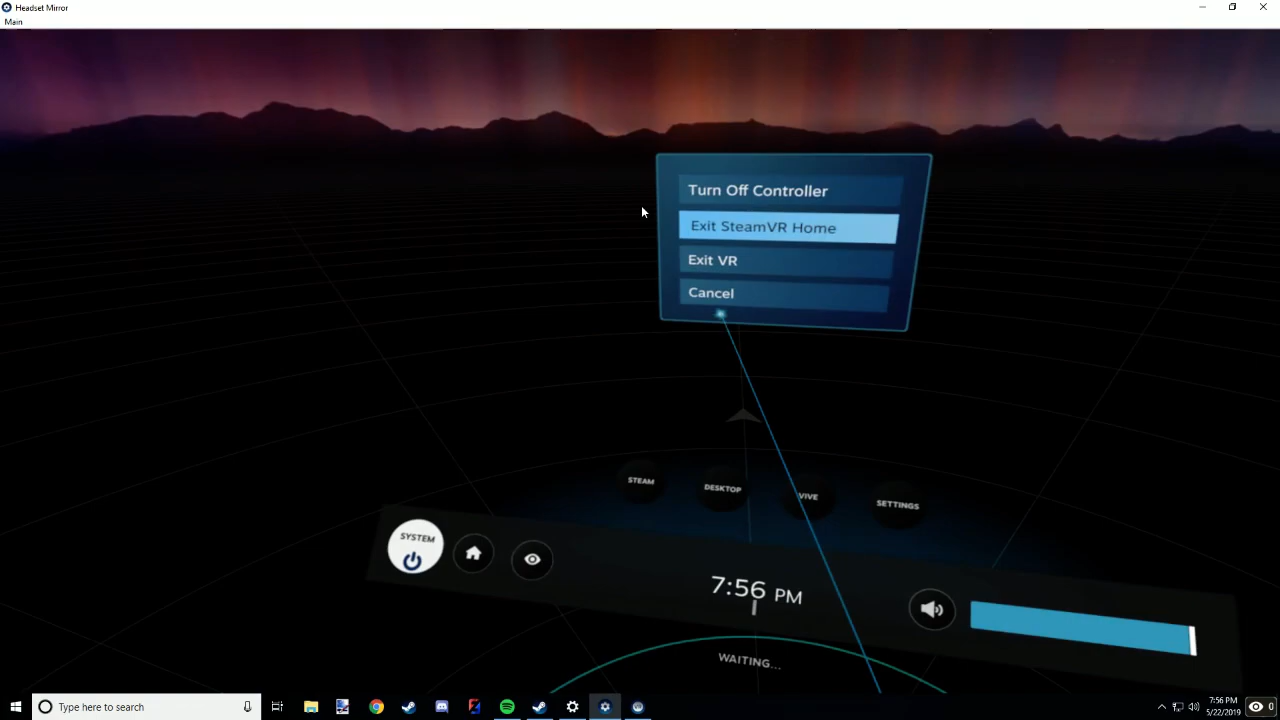 Headset Mirror
Main
Turn Off Controller
Exit SteamVR Home
Exit VR
Cancel
STEAM
DESKTOP
VIVE
SETTINGS
SYSTEM
7:56 PM
WAITING...
Type here to search
7:56 PM
5/22/2019
0